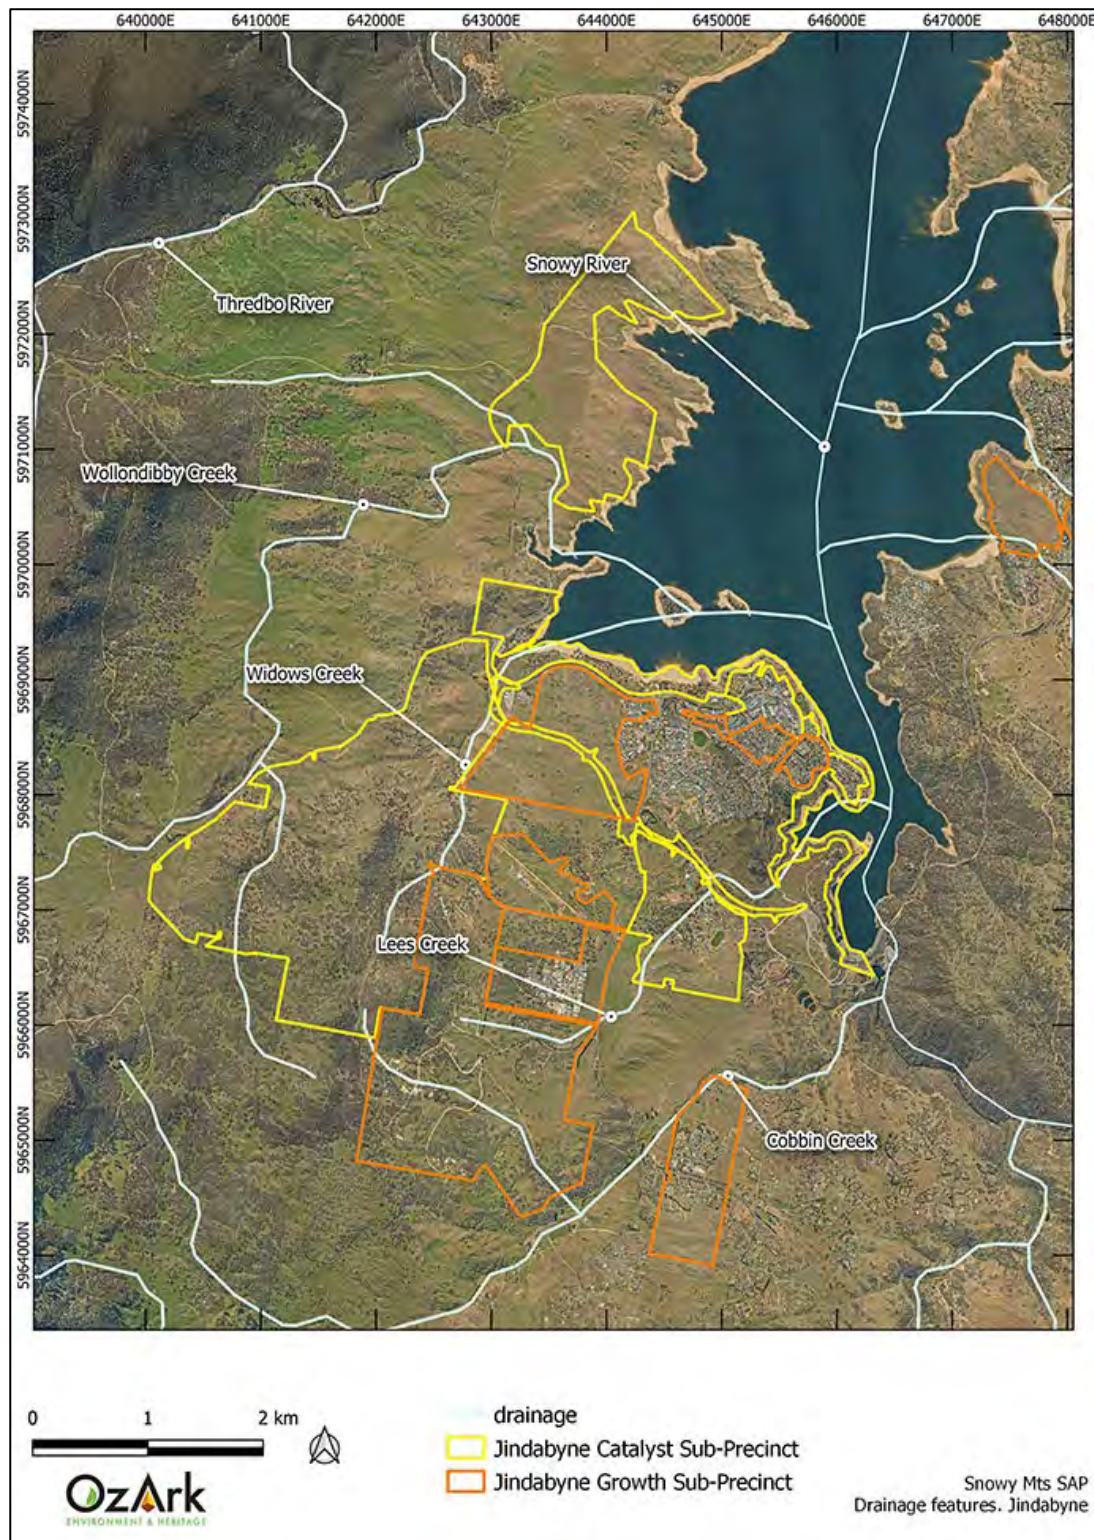 640000E 641000E 642000E 643000E 644000E 645000E 646000E 647000E 648000E
5974000N
5973000N
5972000N
5971000N
5970000N
5969000N
5968000N
5967000N
5966000N
5965000N
5964000N
Snowy River
Thredbo River
Wollondibby Creek
Widows Creek
Lees Creek
Cobbin Creek
0 1 2 km
drainage
Jindabyne Catalyst Sub-Precinct
Jindabyne Growth Sub-Precinct
OzArk
ENVIRONMENT & HERITAGE
Snowy Mts SAP
Drainage features. Jindabyne